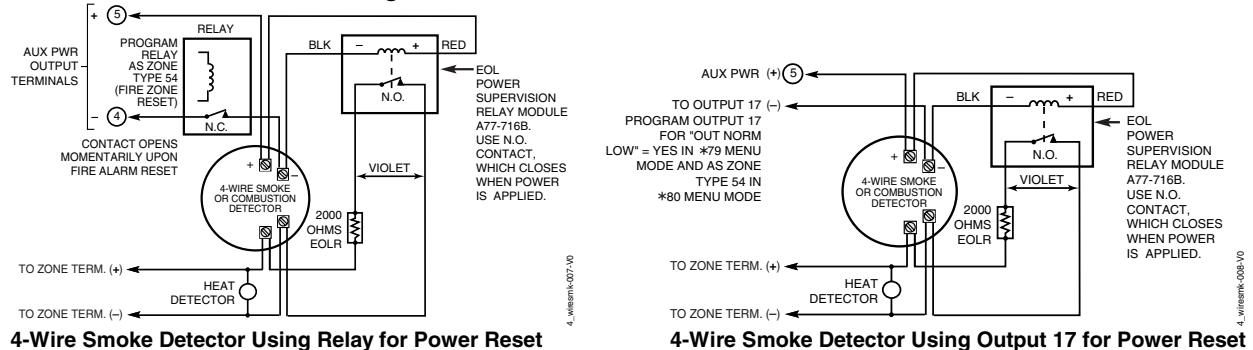 + 5
RELAY
AUX PWR
OUTPUT
TERMINALS
PROGRAM
RELAY
AS ZONE
TYPE 54
(FIRE ZONE
RESET)
– 4
N.C.
CONTACT OPENS
MOMENTARILY UPON
FIRE ALARM RESET
BLK
– +
RED
N.O.
EOL
POWER
SUPERVISION
RELAY MODULE
A77-716B.
USE N.O.
CONTACT,
WHICH CLOSES
WHEN POWER
IS APPLIED.
+ –
4-WIRE SMOKE
OR COMBUSTION
DETECTOR
VIOLET
2000
OHMS
EOLR
TO ZONE TERM. (+)
HEAT
DETECTOR
TO ZONE TERM. (–)
4_wiresmk-007-V0
4-Wire Smoke Detector Using Relay for Power Reset
AUX PWR (+) 5
TO OUTPUT 17 (–)
PROGRAM OUTPUT 17
FOR "OUT NORM
LOW" = YES IN *79 MENU
MODE AND AS ZONE
TYPE 54 IN
*80 MENU MODE
BLK
– +
RED
N.O.
EOL
POWER
SUPERVISION
RELAY MODULE
A77-716B.
USE N.O.
CONTACT,
WHICH CLOSES
WHEN POWER
IS APPLIED.
+ –
4-WIRE SMOKE
OR COMBUSTION
DETECTOR
VIOLET
2000
OHMS
EOLR
TO ZONE TERM. (+)
HEAT
DETECTOR
TO ZONE TERM. (–)
4_wiresmk-008-V0
4-Wire Smoke Detector Using Output 17 for Power Reset